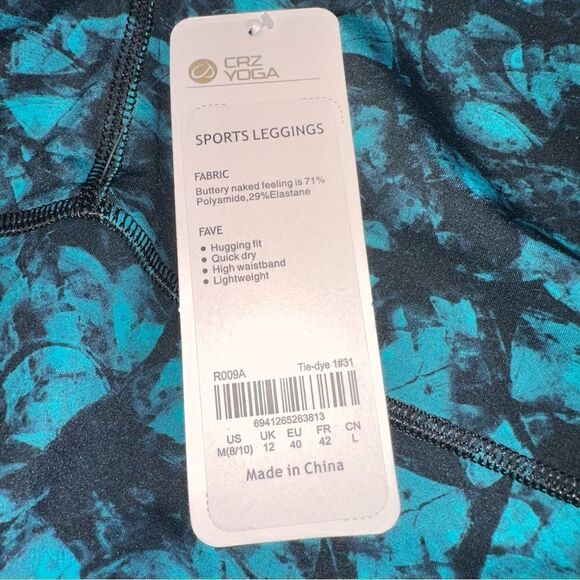 CRZ
YOGA
SPORTS LEGGINGS
FABRIC
Buttery naked feeling is 71%
Polyamide,29%Elastane
FAVE
• Hugging fit
• Quick dry
• High waistband
• Lightweight
R009A Tie-dye 1#31
6941265263813
US UK EU FR CN
M(8/10) 12 40 42 L
Made in China